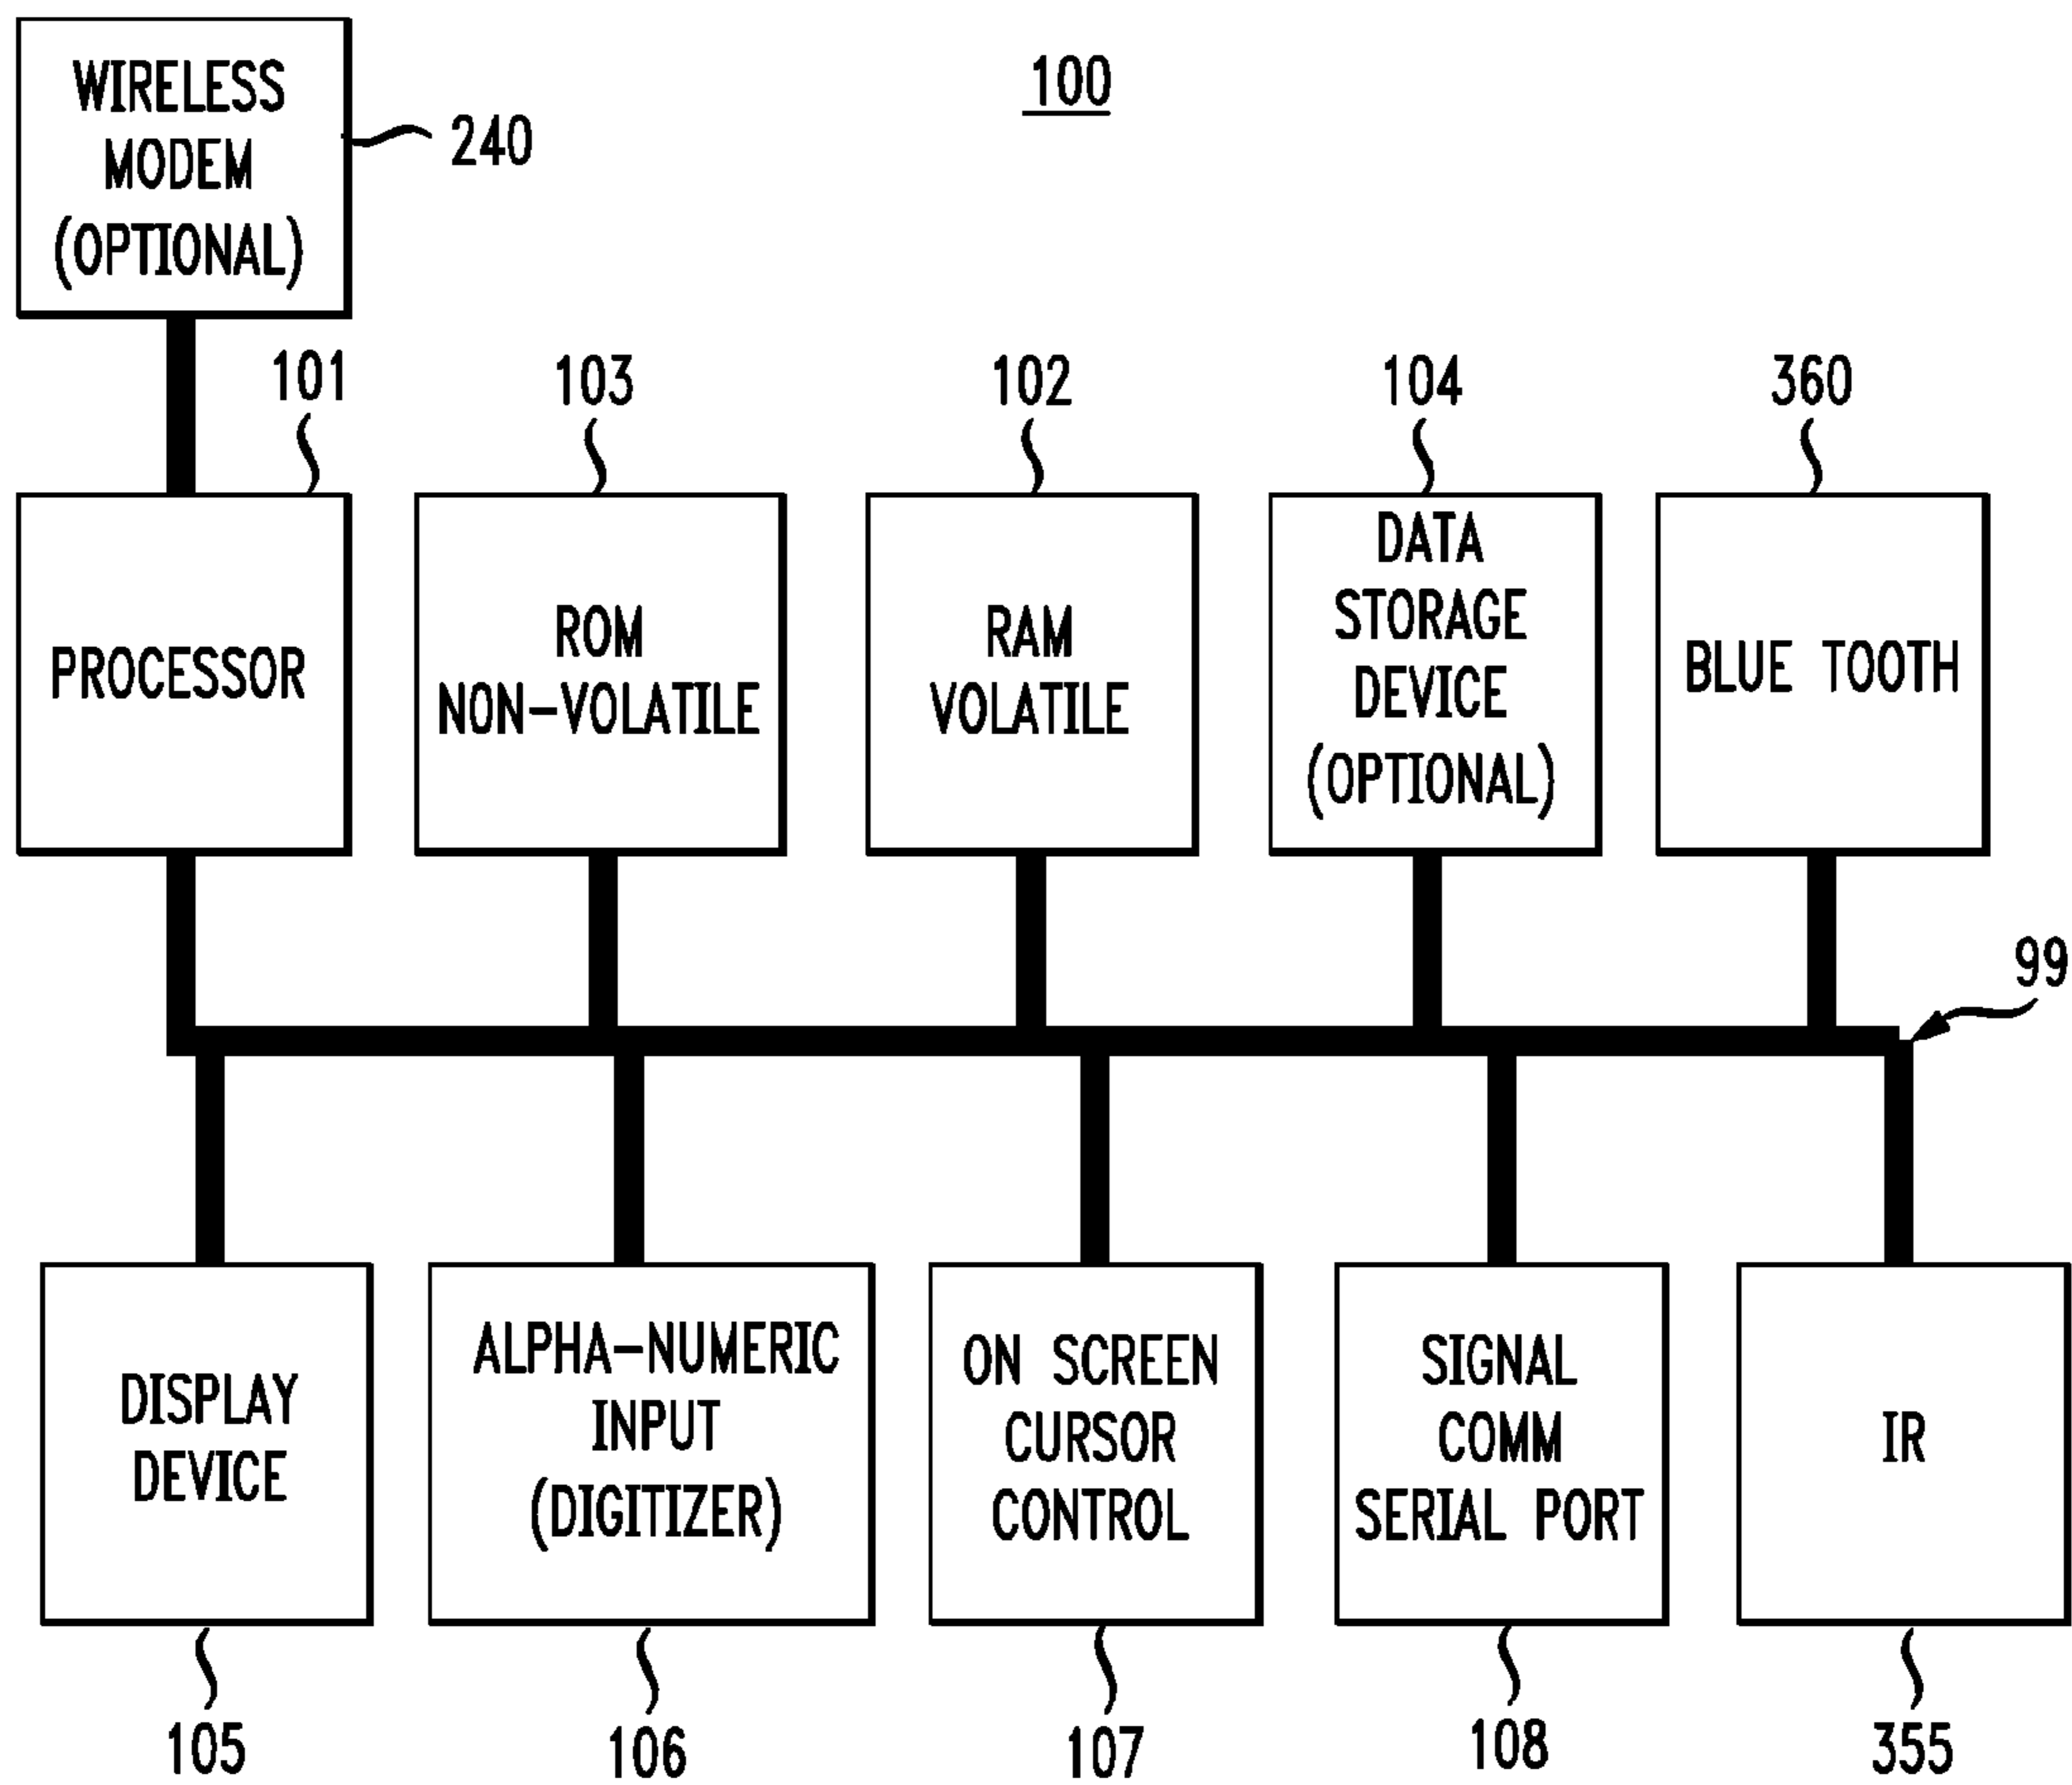 WIRELESS
MODEM
(OPTIONAL)
240
100
101
103
102
104
360
PROCESSOR
ROM
NON-VOLATILE
RAM
VOLATILE
DATA
STORAGE
DEVICE
(OPTIONAL)
BLUE TOOTH
99
DISPLAY
DEVICE
ALPHA-NUMERIC
INPUT
(DIGITIZER)
ON SCREEN
CURSOR
CONTROL
SIGNAL
COMM
SERIAL PORT
IR
105
106
107
108
355